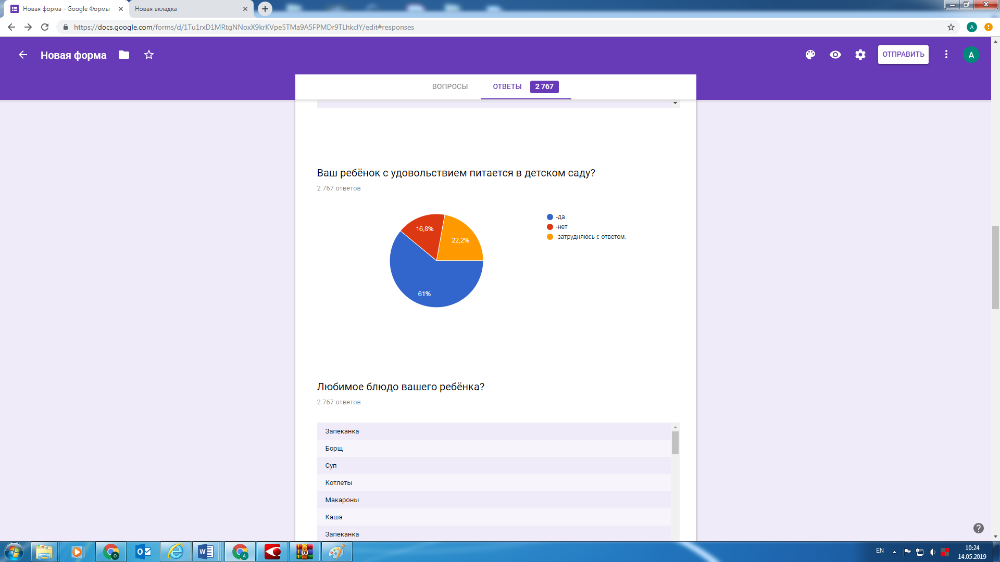 Новая форма - Google Формы
Новая вкладка
https://docs.google.com/forms/d/1Tu1rxD1MRtgNNoxX9krKVpe5TMa9A5FPMDr9TLhkclY/edit#responses
A
Новая форма
ОТПРАВИТЬ
A
ВОПРОСЫ
ОТВЕТЫ
2 767
Ваш ребёнок с удовольствием питается в детском саду?
2 767 ответов
16,8%
22,2%
61%
-да
-нет
-затрудняюсь с ответом.
Любимое блюдо вашего ребёнка?
2 767 ответов
Запеканка
Борщ
Суп
Котлеты
Макароны
Каша
Запеканка
EN
10:24
14.05.2019